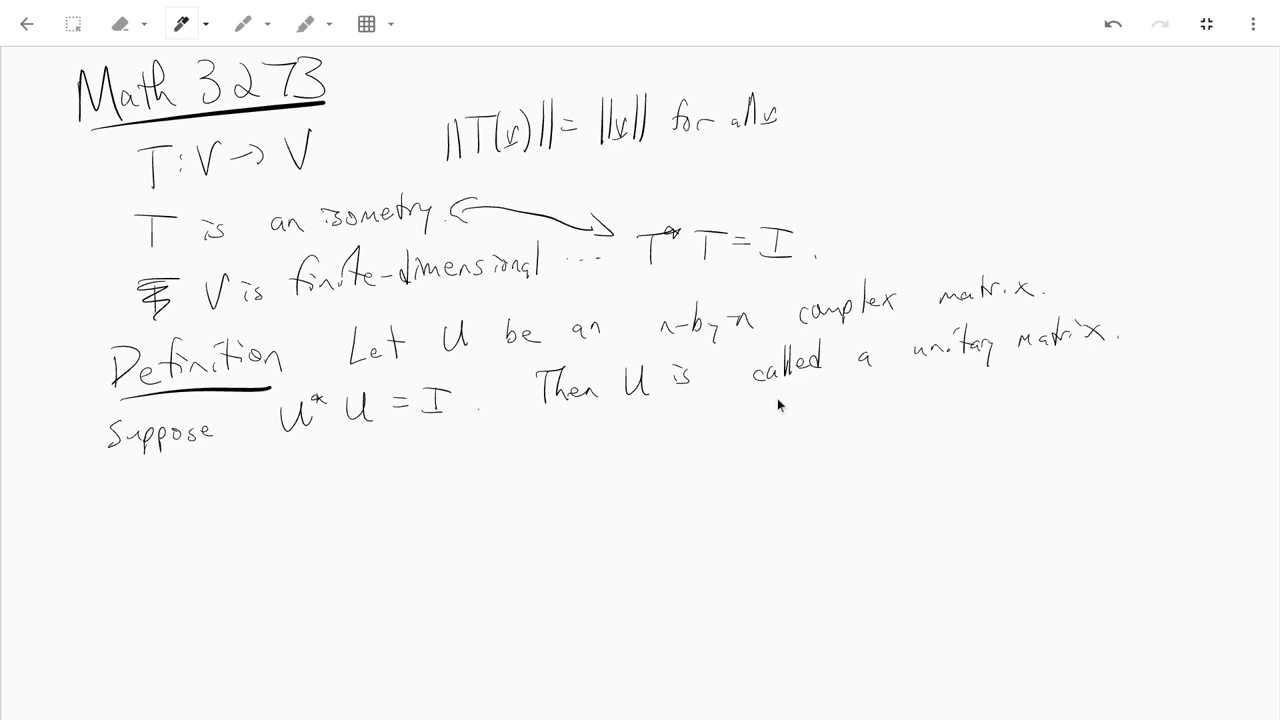 Math 3273
T : V → V
||T(v)|| = ||v|| for all v
T is an isometry.
V is finite-dimensional ... T* T = I.
Definition Let U be an n-by-n complex matrix.
Suppose U* U = I. Then U is called a unitary matrix.